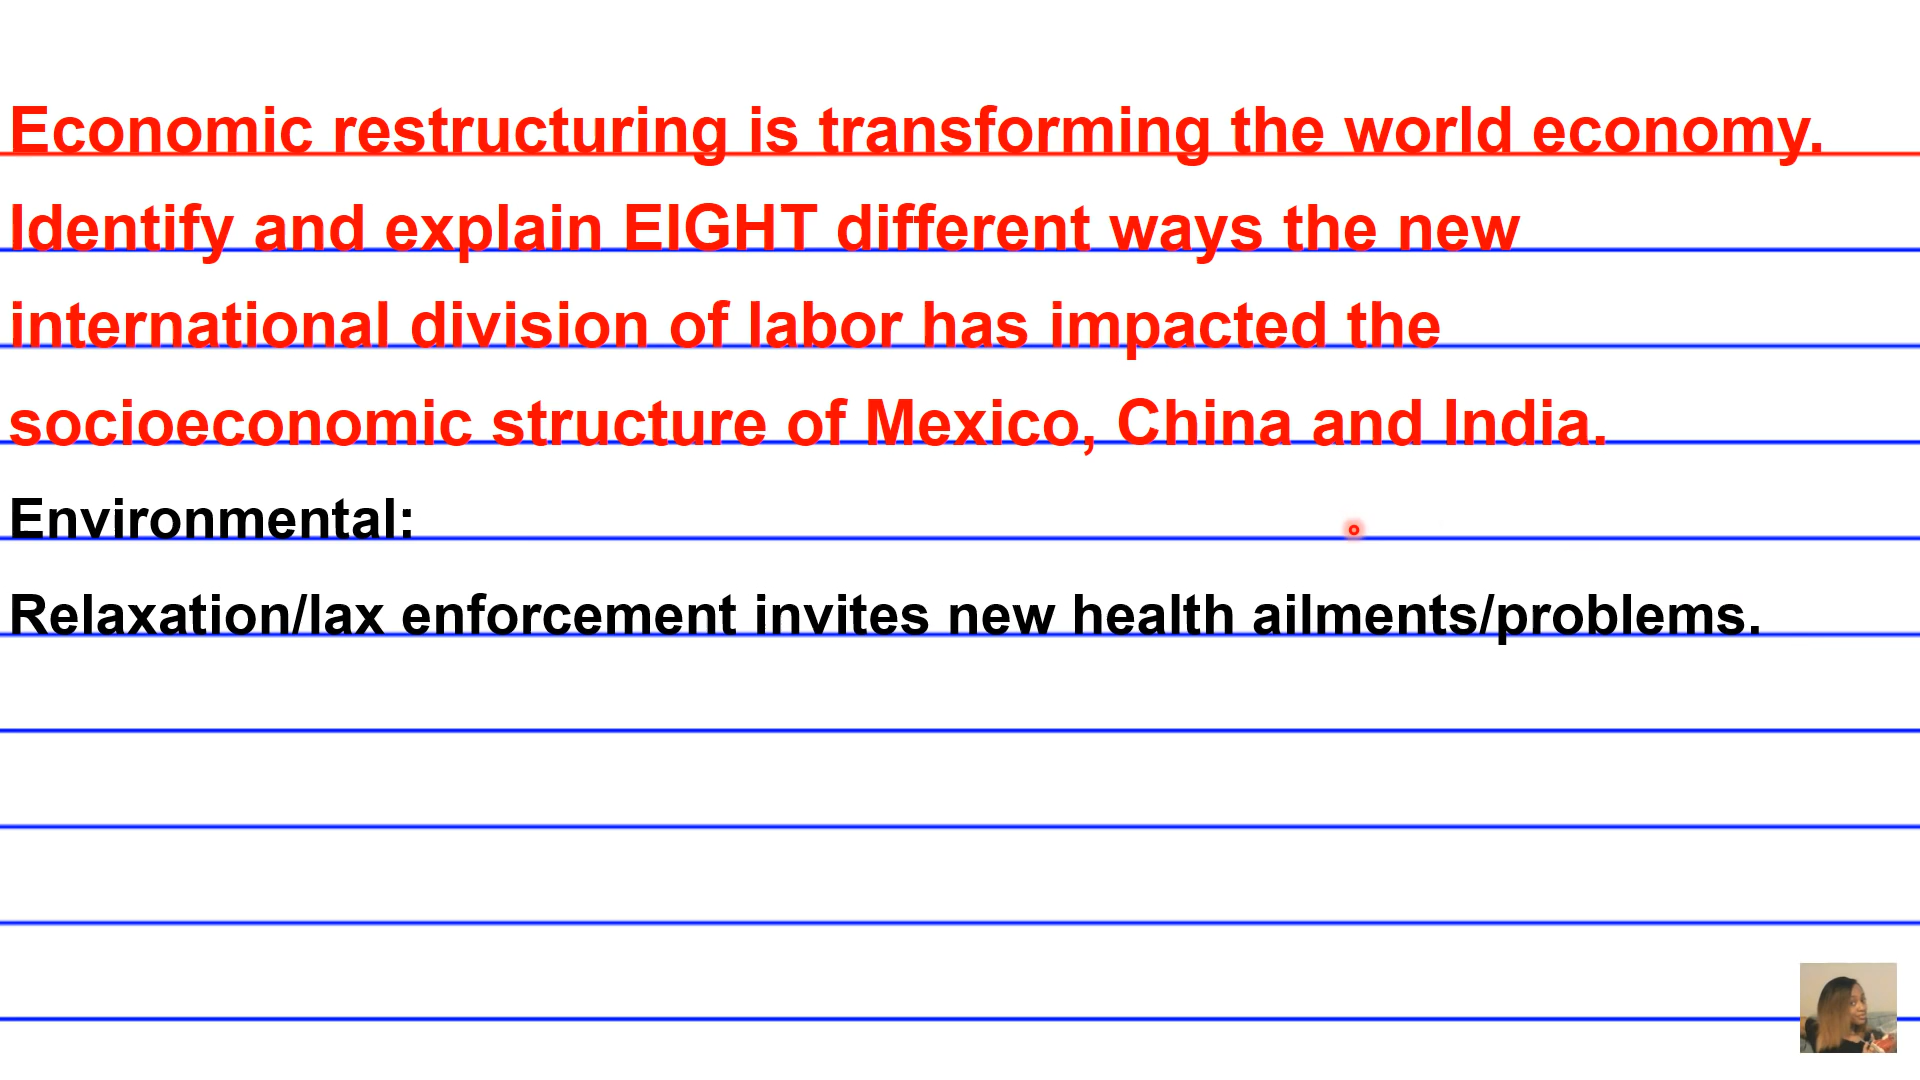 Economic restructuring is transforming the world economy.
Identify and explain EIGHT different ways the new
international division of labor has impacted the
socioeconomic structure of Mexico, China and India.
Environmental:
Relaxation/lax enforcement invites new health ailments/problems.